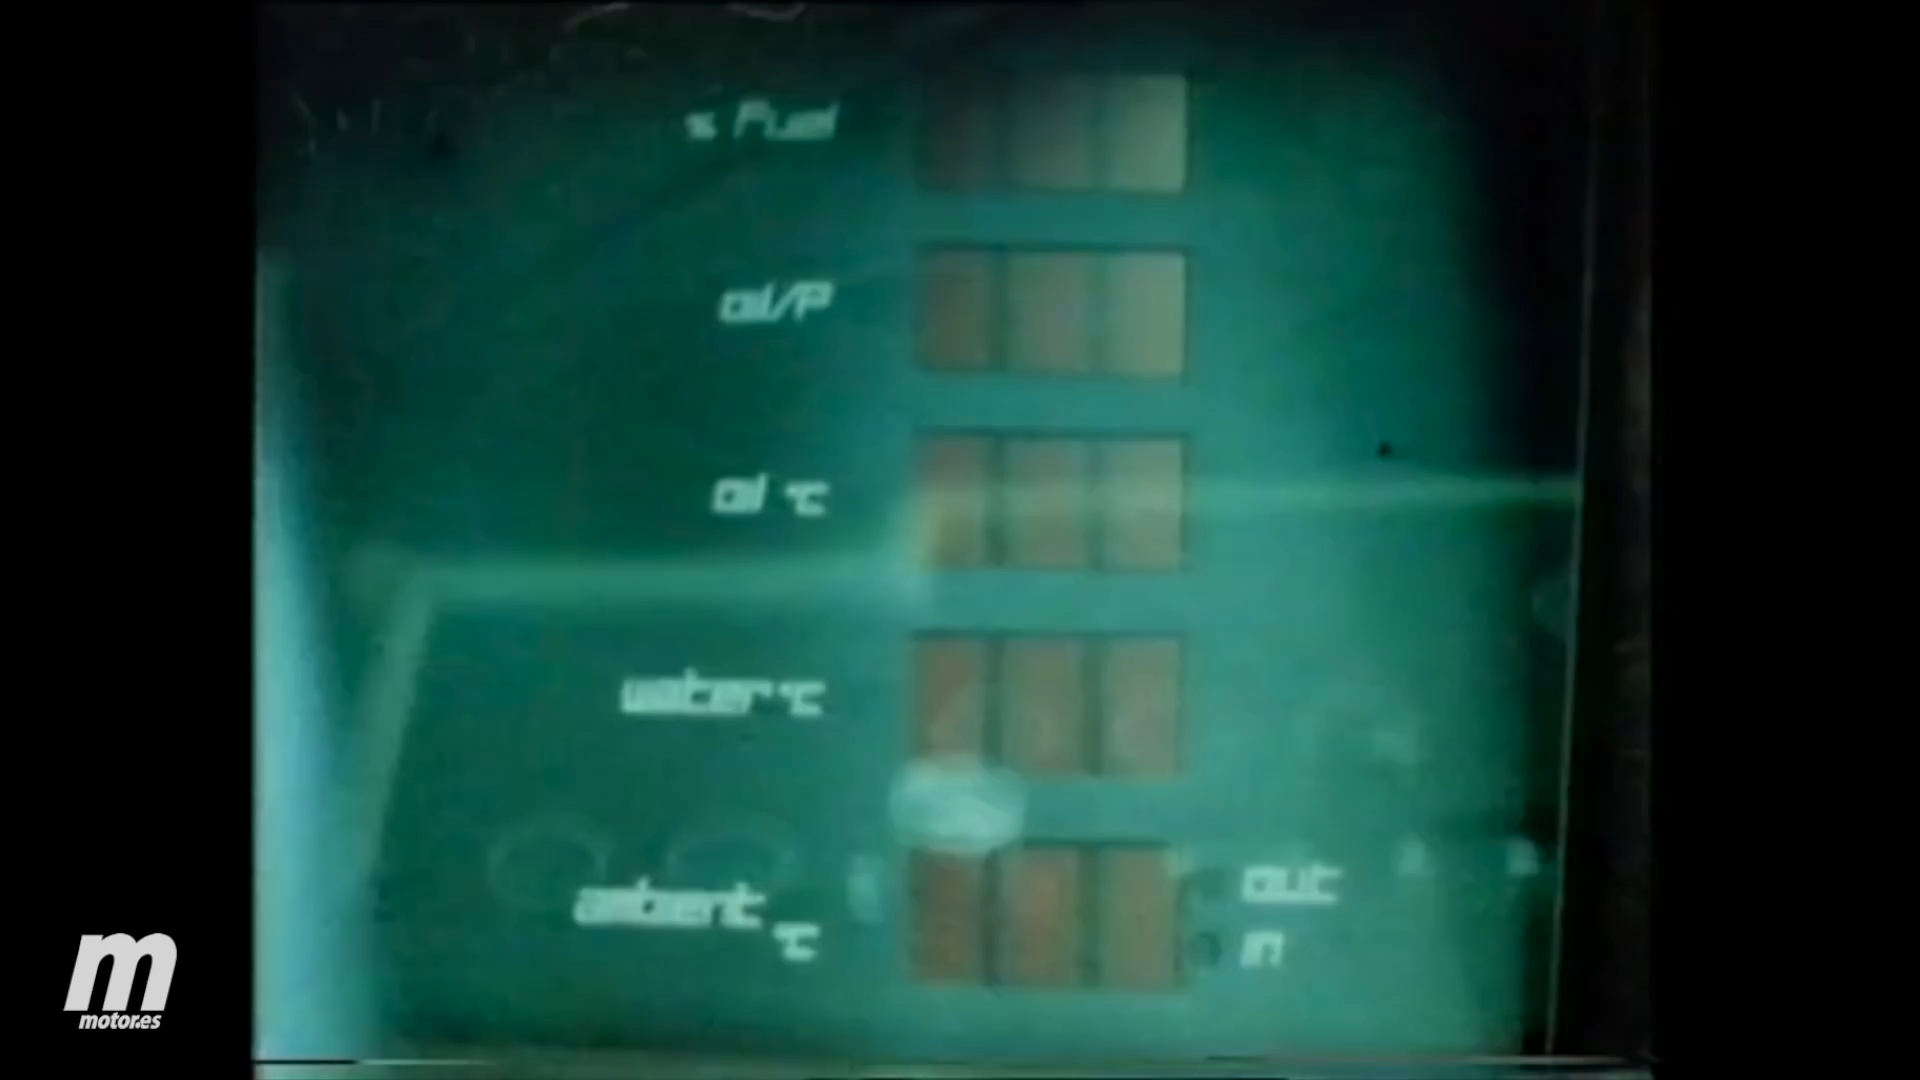 % Fuel
oil/P
oil °C
water °C
ambient °C
out
in
m
motor.es